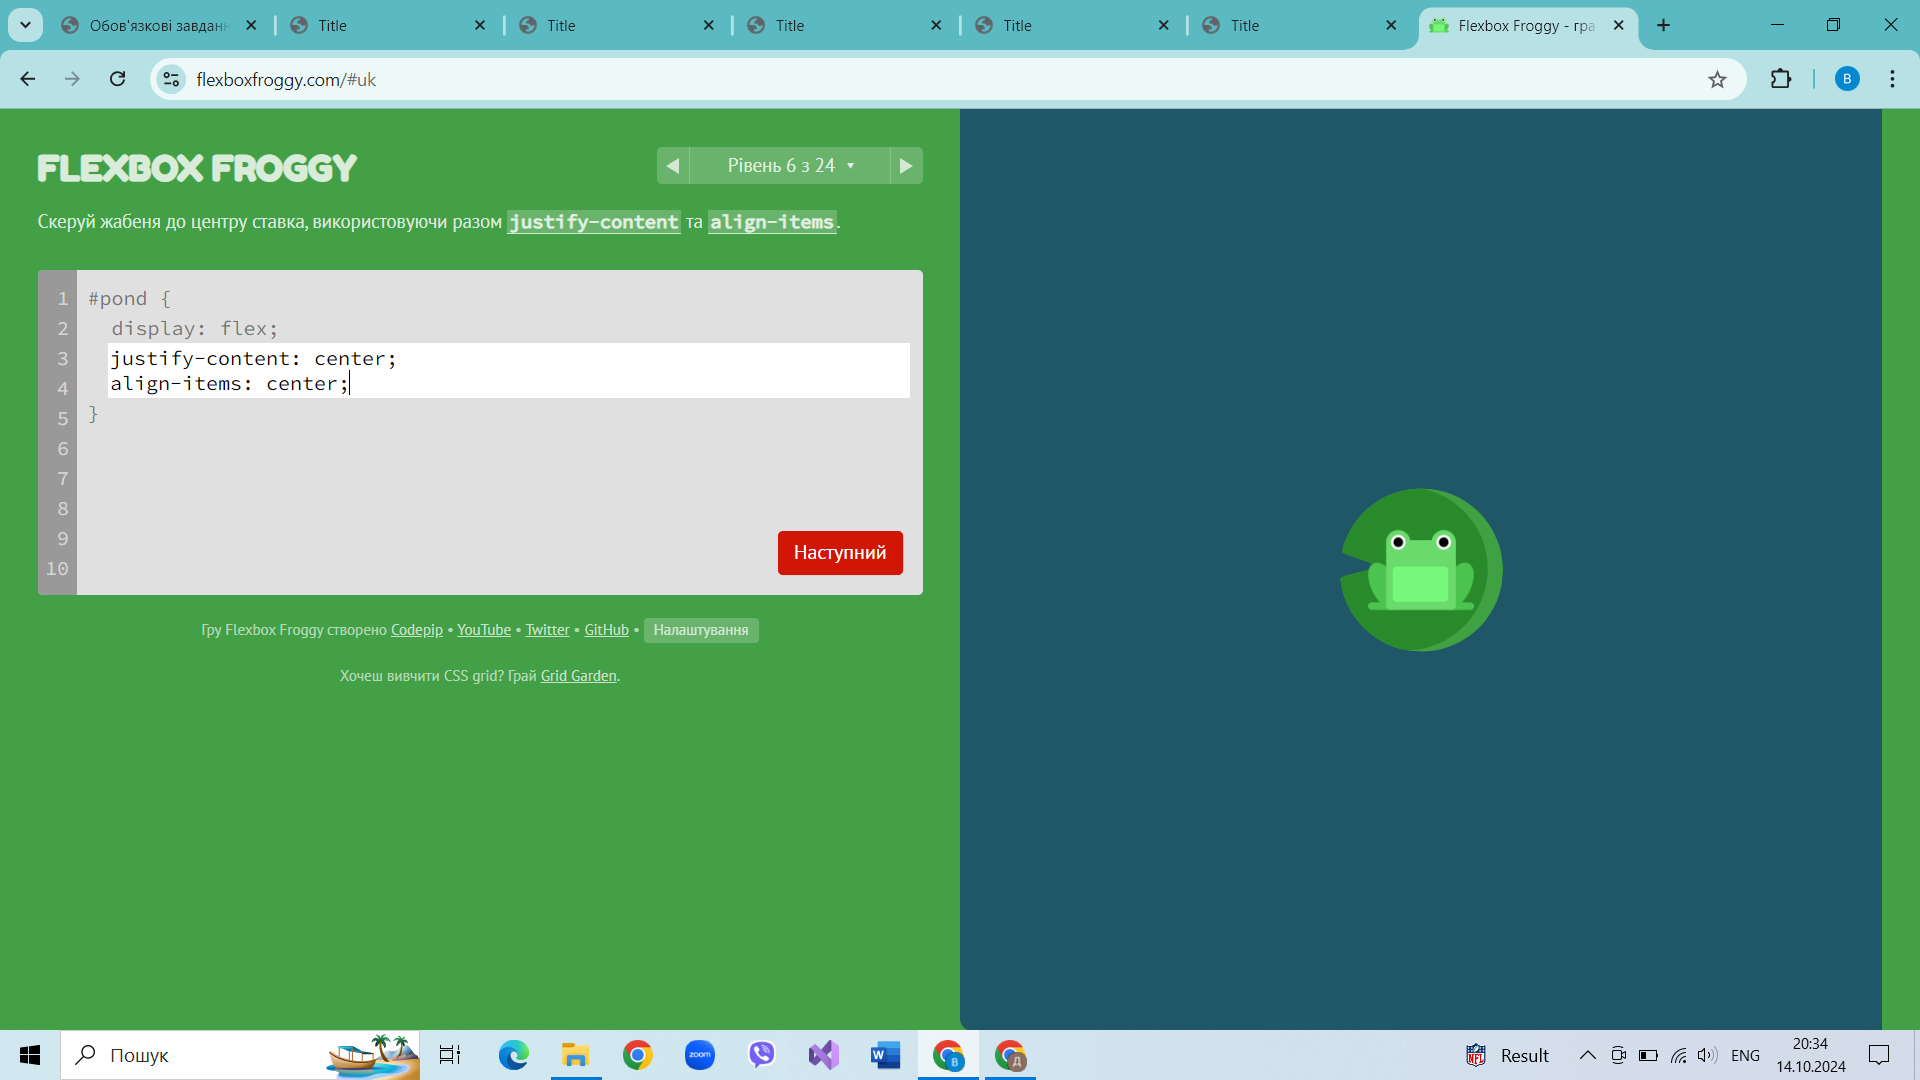 Обов'язкові завданн
Title
Title
Title
Title
Title
Flexbox Froggy - гра
flexboxfroggy.com/#uk
B
FLEXBOX FROGGY
Рівень 6 з 24
Скеруй жабеня до центру ставка, використовуючи разом justify-content та align-items.
1 #pond {
2 display: flex;
3 justify-content: center;
4 align-items: center;
5 }
6
7
8
9
10
Наступний
Гру Flexbox Froggy створено Codepip • YouTube • Twitter • GitHub • Налаштування
Хочеш вивчити CSS grid? Грай Grid Garden.
Пошук
zoom
W
B
Д
NFL
Result
ENG
20:34
14.10.2024